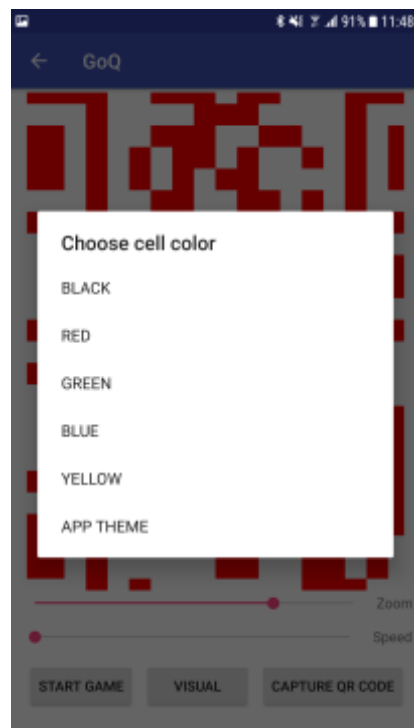 91% 11:48
GoQ
Choose cell color
BLACK
RED
GREEN
BLUE
YELLOW
APP THEME
Zoom
Speed
START GAME VISUAL CAPTURE QR CODE